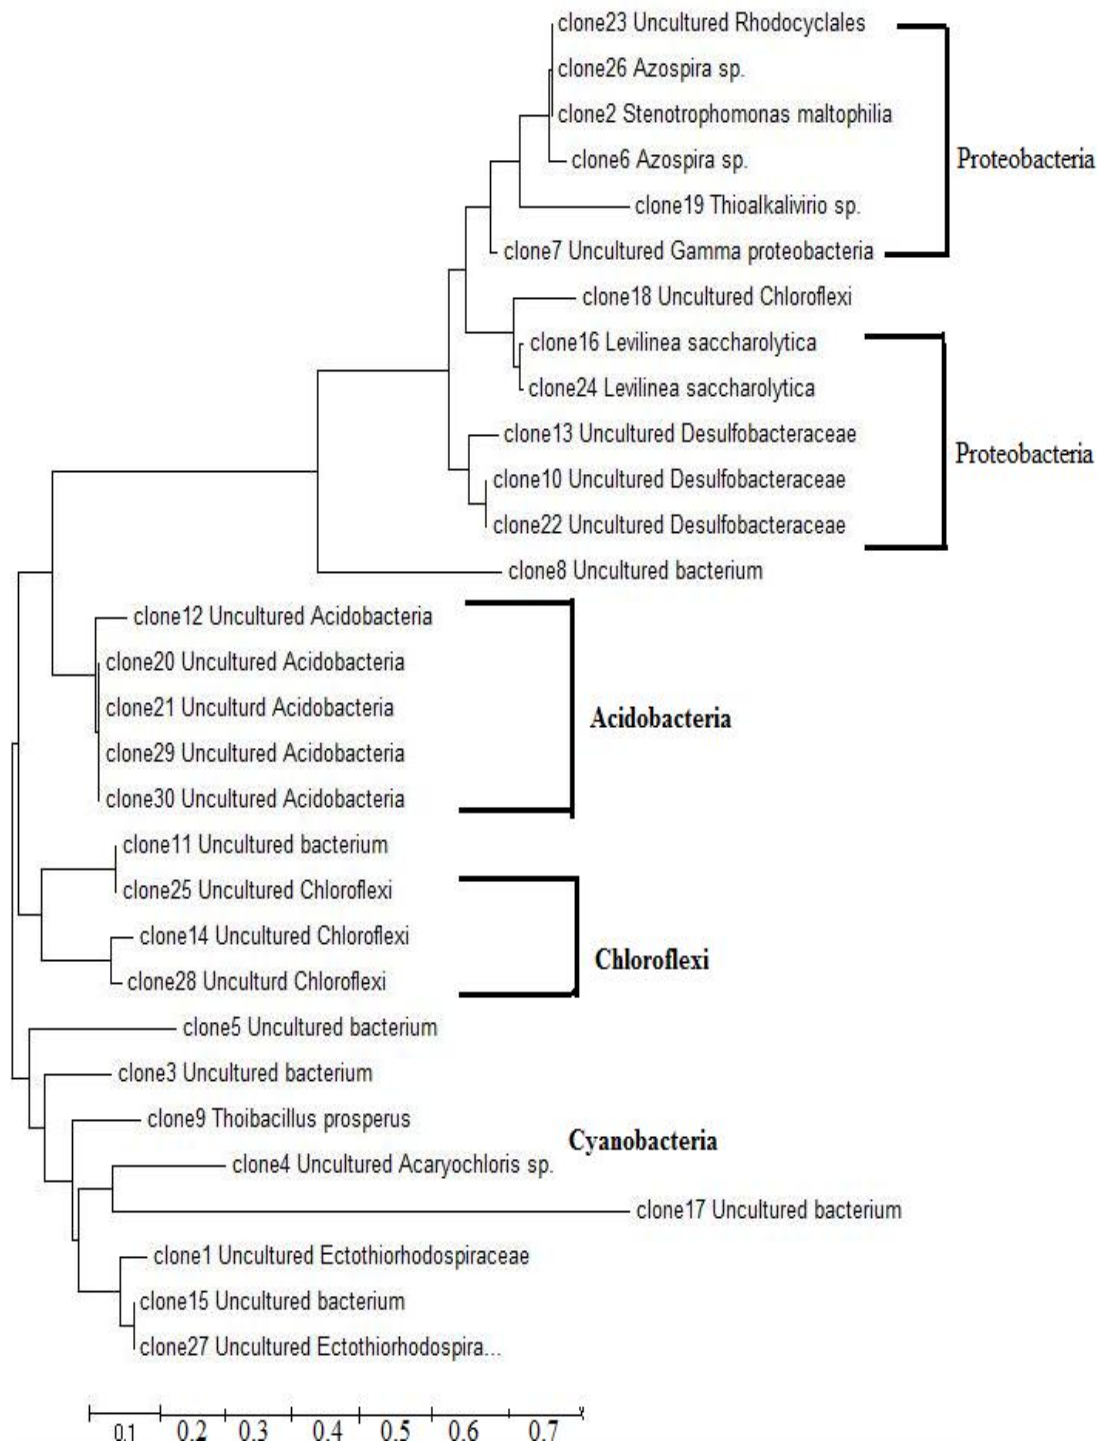 clone23 Uncultured Rhodocyclales
clone26 Azospira sp.
clone2 Stenotrophomonas maltophilia
clone6 Azospira sp.
Proteobacteria
clone19 Thioalkalivirio sp.
clone7 Uncultured Gamma proteobacteria
clone18 Uncultured Chloroflexi
clone16 Levilinea saccharolytica
clone24 Levilinea saccharolytica
clone13 Uncultured Desulfobacteraceae
Proteobacteria
clone10 Uncultured Desulfobacteraceae
clone22 Uncultured Desulfobacteraceae
clone8 Uncultured bacterium
clone12 Uncultured Acidobacteria
clone20 Uncultured Acidobacteria
clone21 Unculturd Acidobacteria
Acidobacteria
clone29 Uncultured Acidobacteria
clone30 Uncultured Acidobacteria
clone11 Uncultured bacterium
clone25 Uncultured Chloroflexi
clone14 Uncultured Chloroflexi
Chloroflexi
clone28 Unculturd Chloroflexi
clone5 Uncultured bacterium
clone3 Uncultured bacterium
clone9 Thoibacillus prosperus
Cyanobacteria
clone4 Uncultured Acaryochloris sp.
clone17 Uncultured bacterium
clone1 Uncultured Ectothiorhodospiraceae
clone15 Uncultured bacterium
clone27 Uncultured Ectothiorhodospira...
0.1 0.2 0.3 0.4 0.5 0.6 0.7